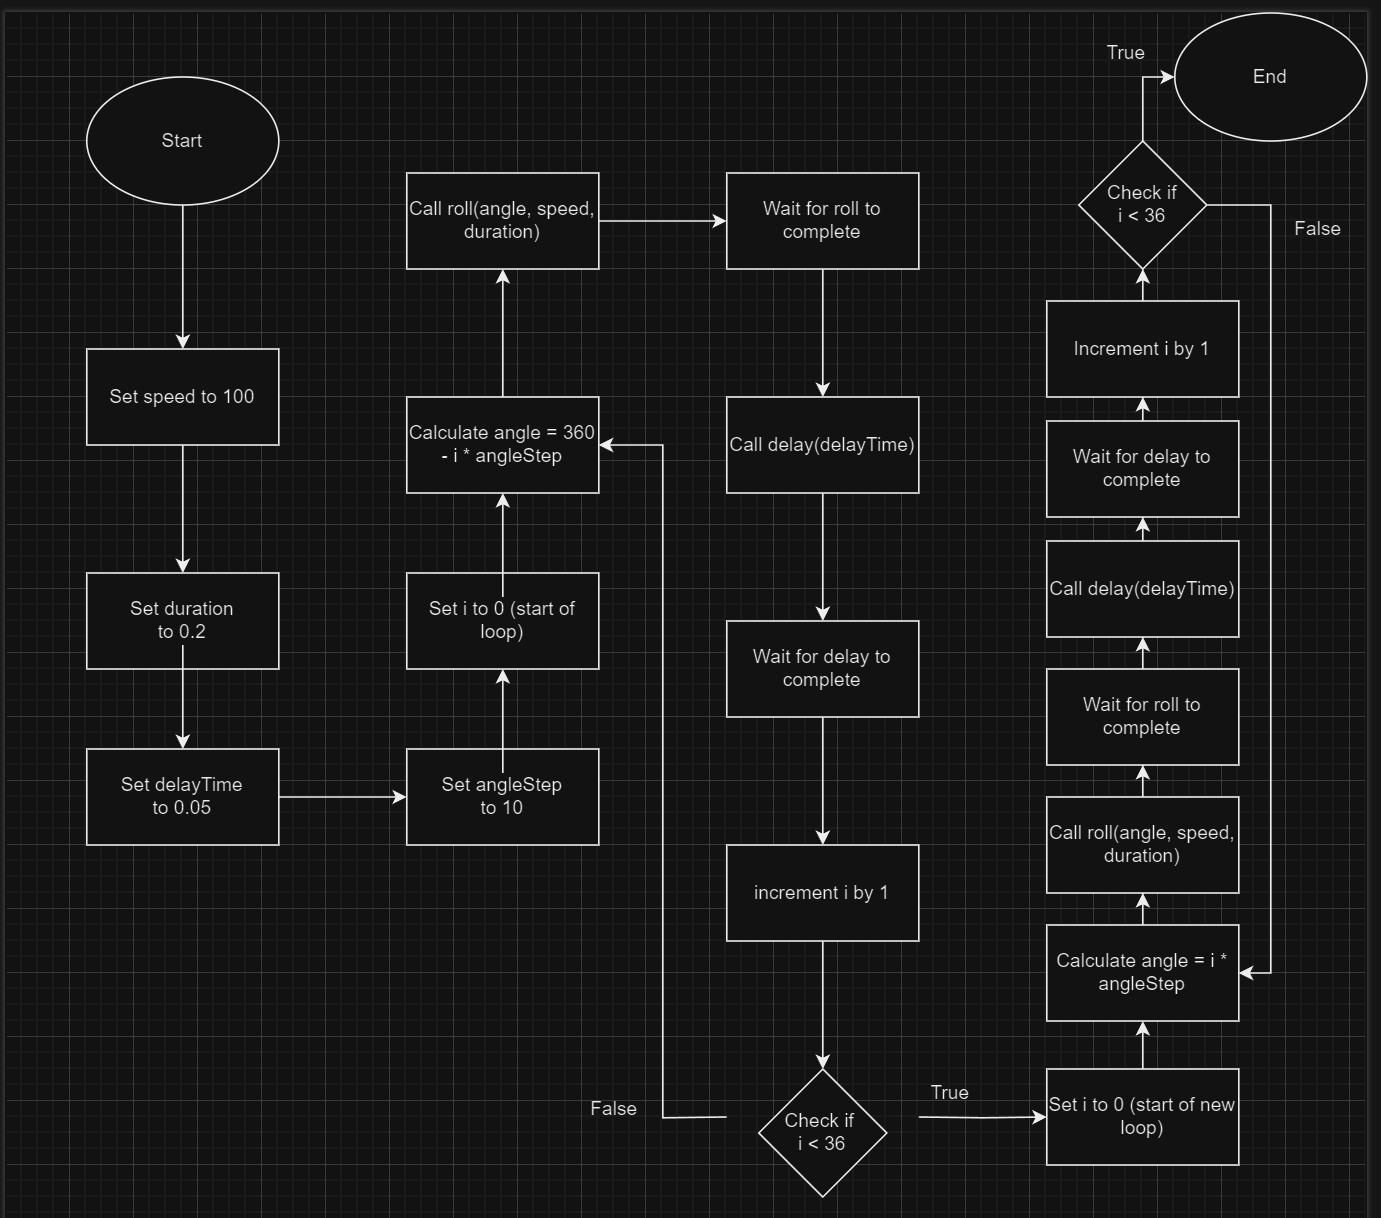 Start
Set speed to 100
Set duration
to 0.2
Set delayTime
to 0.05
Set angleStep
to 10
Set i to 0 (start of
loop)
Calculate angle = 360
- i * angleStep
Call roll(angle, speed,
duration)
Wait for roll to
complete
Call delay(delayTime)
Wait for delay to
complete
increment i by 1
Check if
i < 36
False
True
Set i to 0 (start of new
loop)
Calculate angle = i *
angleStep
Call roll(angle, speed,
duration)
Wait for roll to
complete
Call delay(delayTime)
Wait for delay to
complete
Increment i by 1
Check if
i < 36
False
True
End